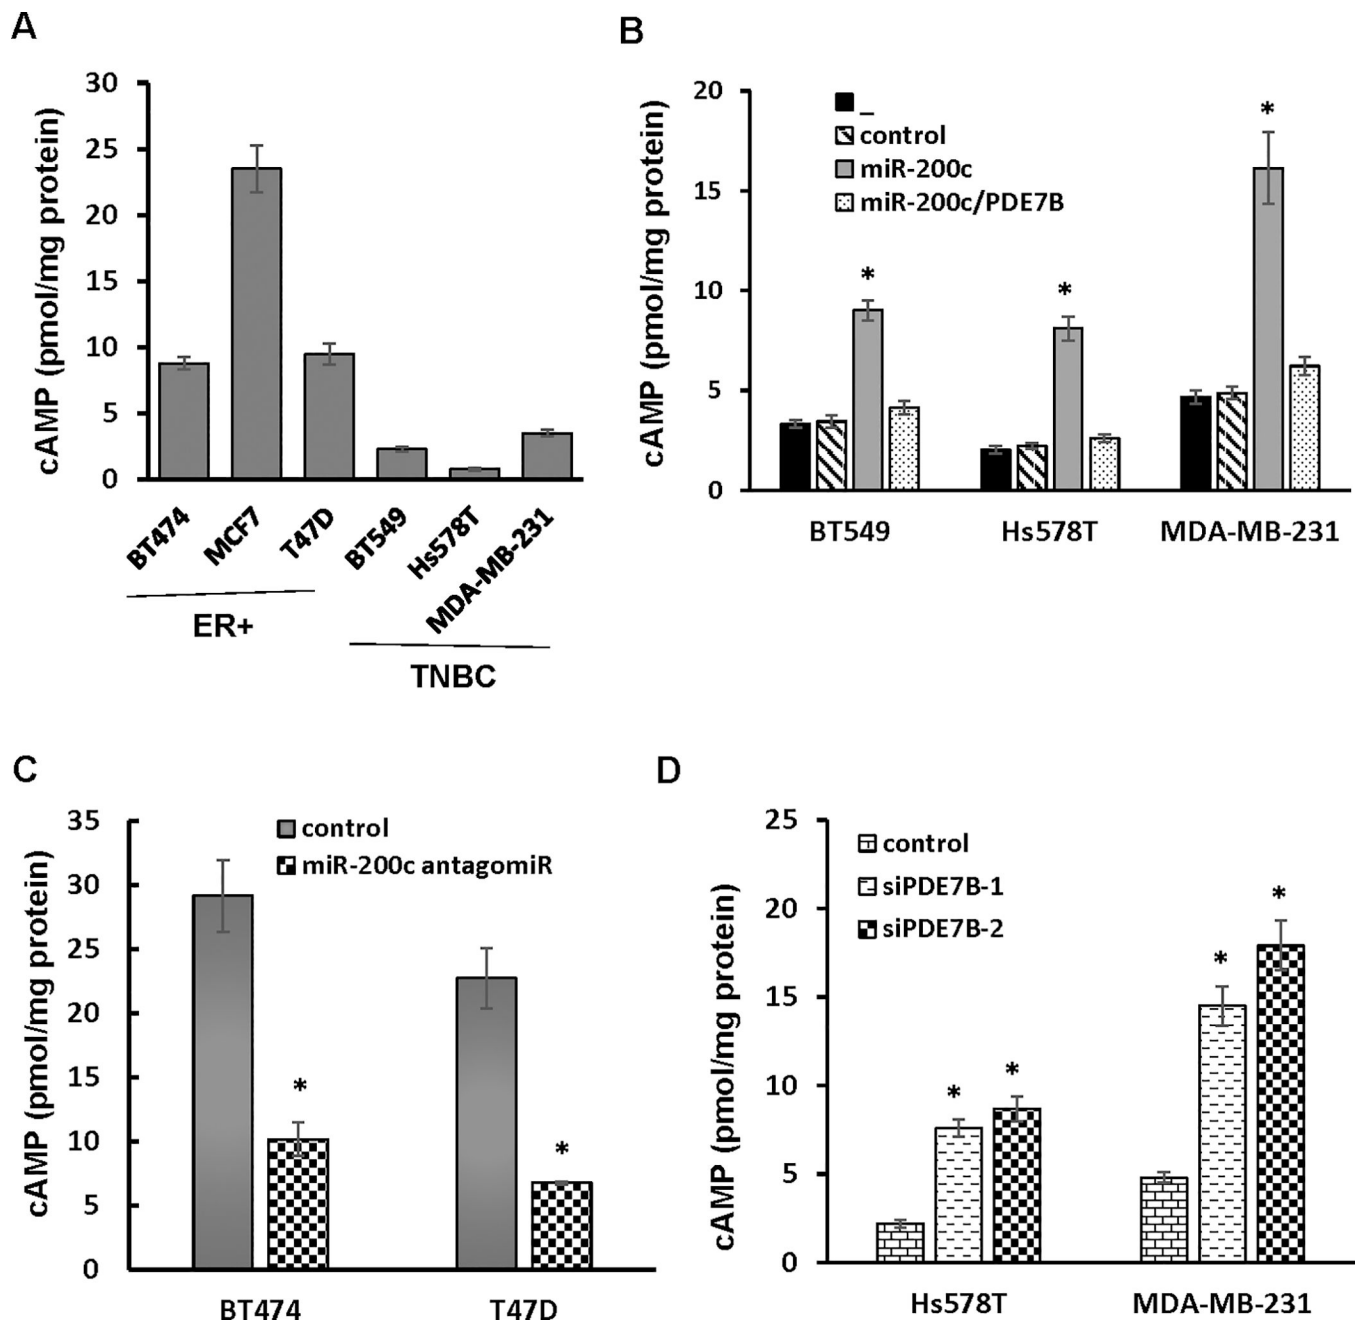 A
cAMP (pmol/mg protein)
30
25
20
15
10
5
0
BT474
MCF7
T47D
BT549
Hs578T
MDA-MB-231
ER+
TNBC
B
cAMP (pmol/mg protein)
20
15
10
5
0
_
control
miR-200c
miR-200c/PDE7B
*
*
*
BT549
Hs578T
MDA-MB-231
C
cAMP (pmol/mg protein)
35
30
25
20
15
10
5
0
control
miR-200c antagomiR
*
*
BT474
T47D
D
cAMP (pmol/mg protein)
25
20
15
10
5
0
control
siPDE7B-1
siPDE7B-2
*
*
*
*
Hs578T
MDA-MB-231